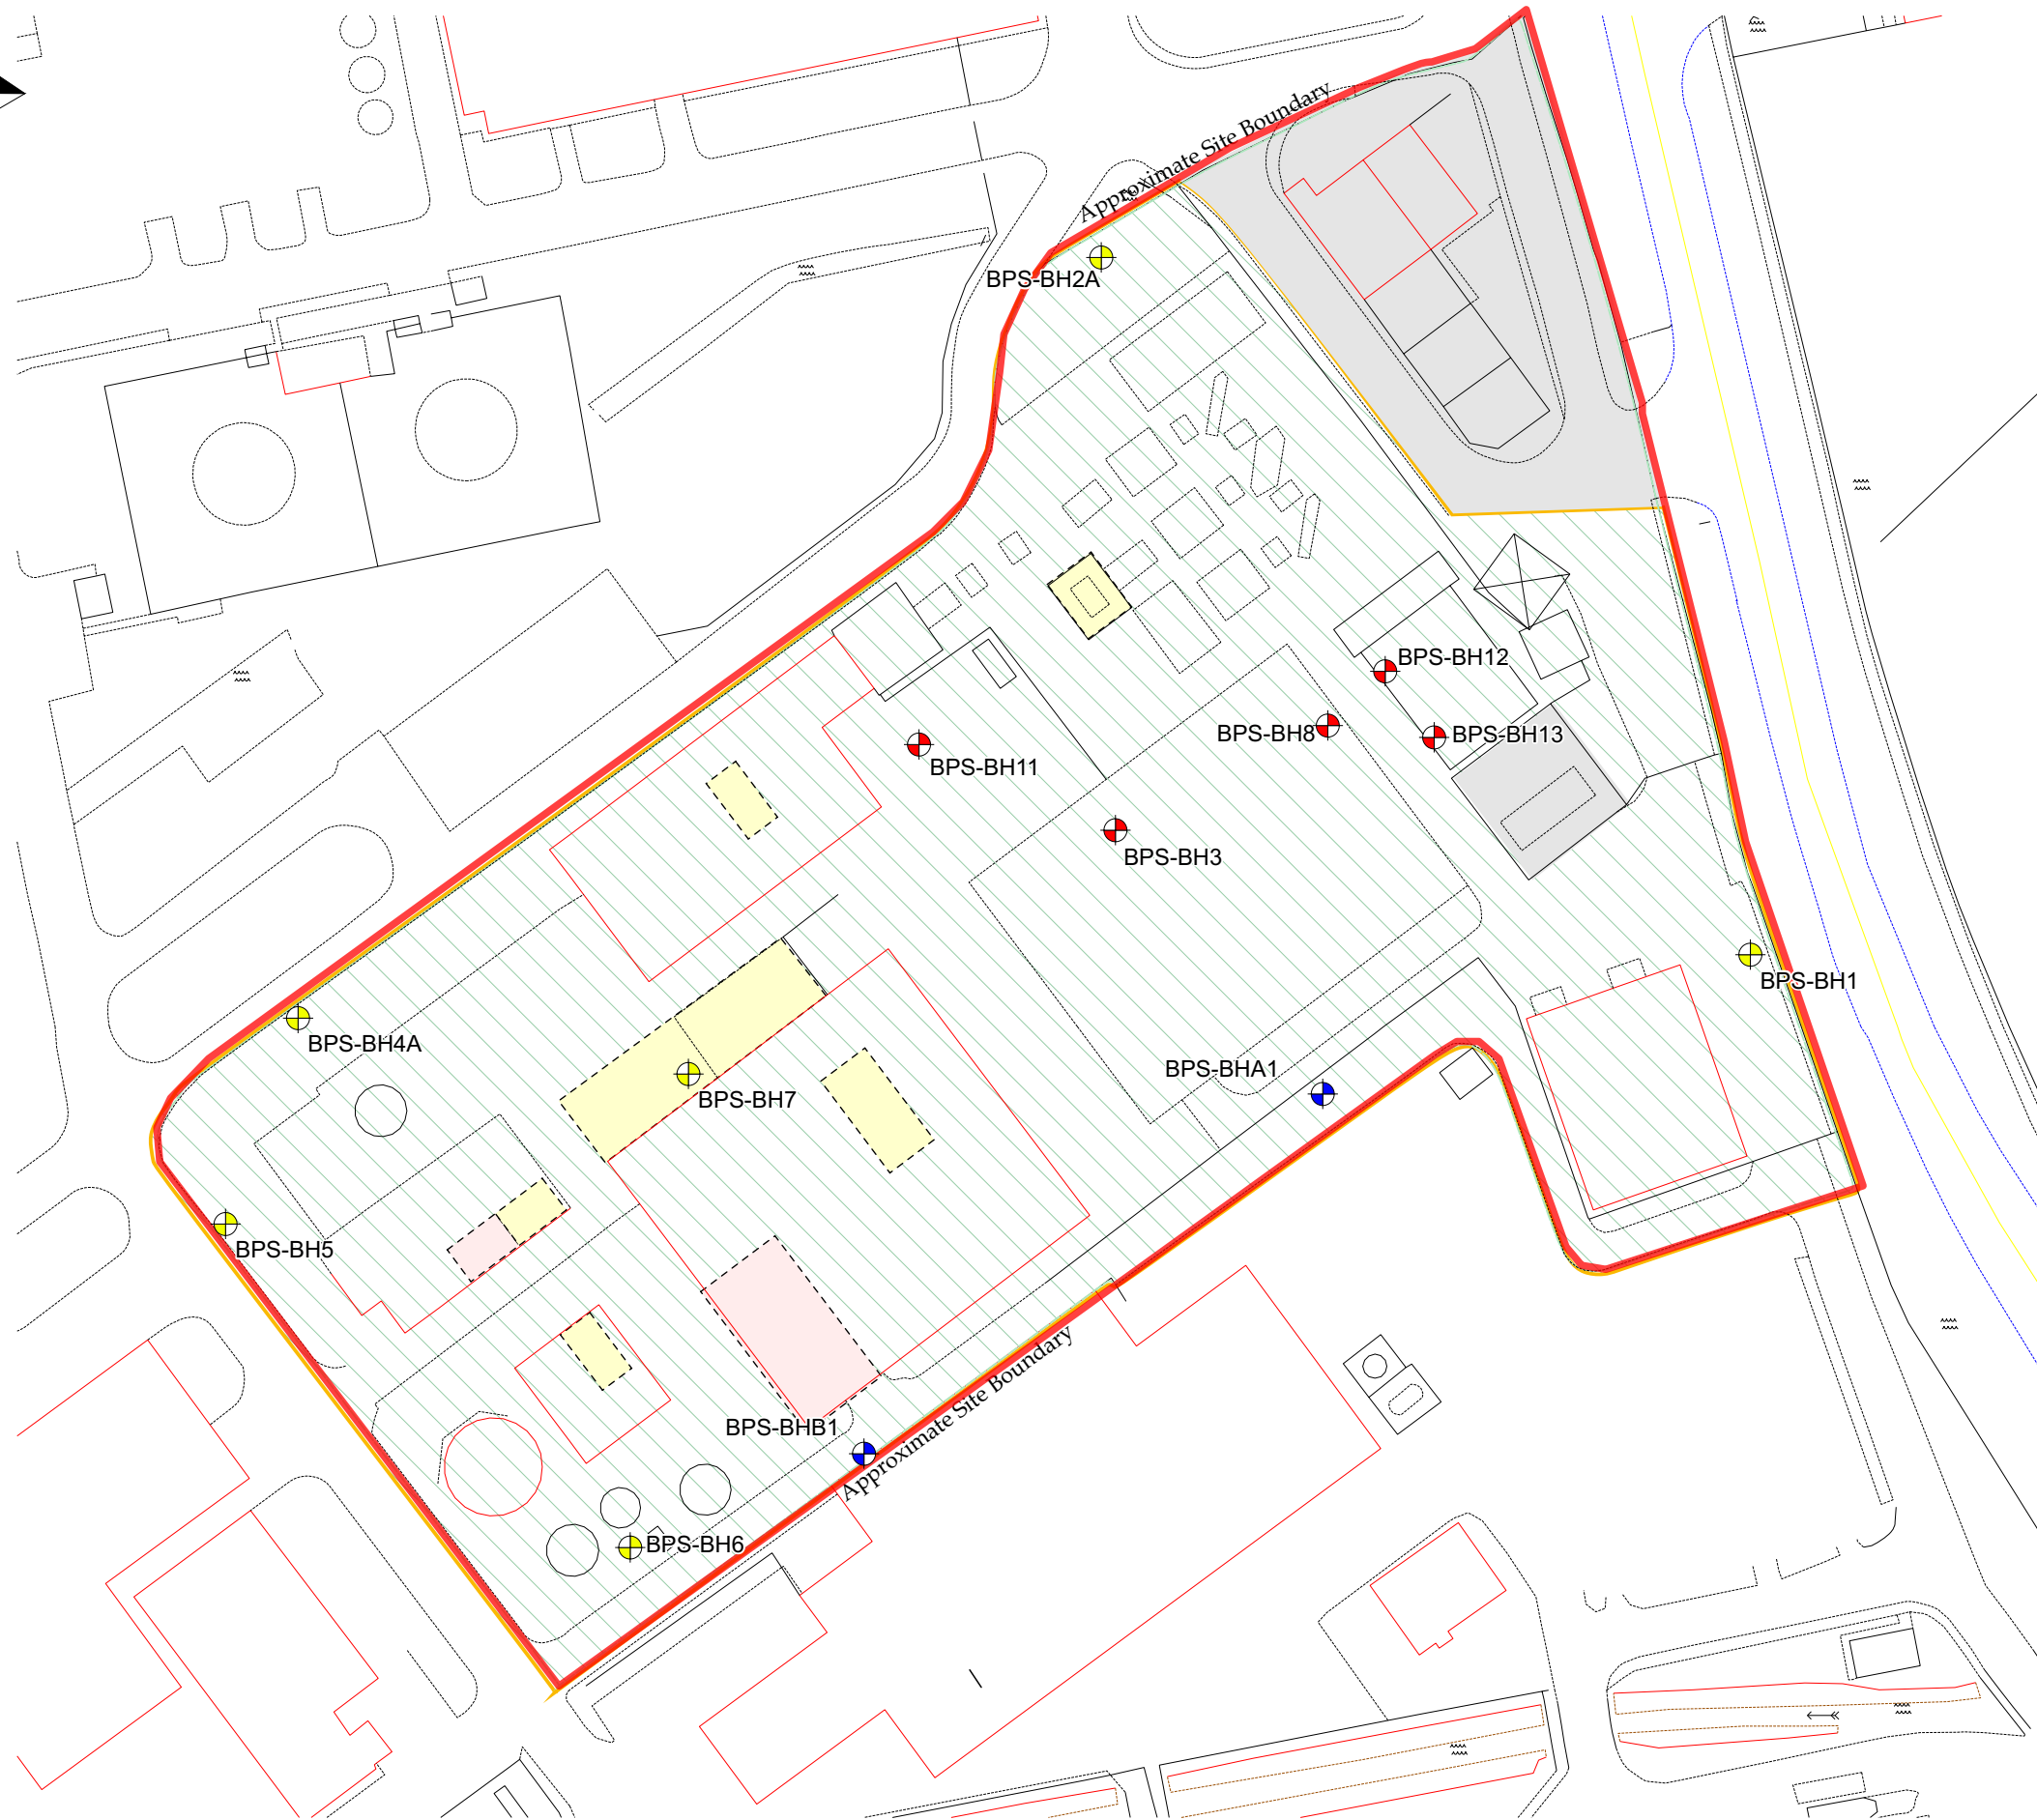 Approximate Site Boundary
BPS-BH2A
BPS-BH12
BPS-BH8
BPS-BH13
BPS-BH11
BPS-BH3
BPS-BH1
BPS-BH4A
BPS-BHA1
BPS-BH7
BPS-BH5
Approximate Site Boundary
BPS-BHB1
BPS-BH6